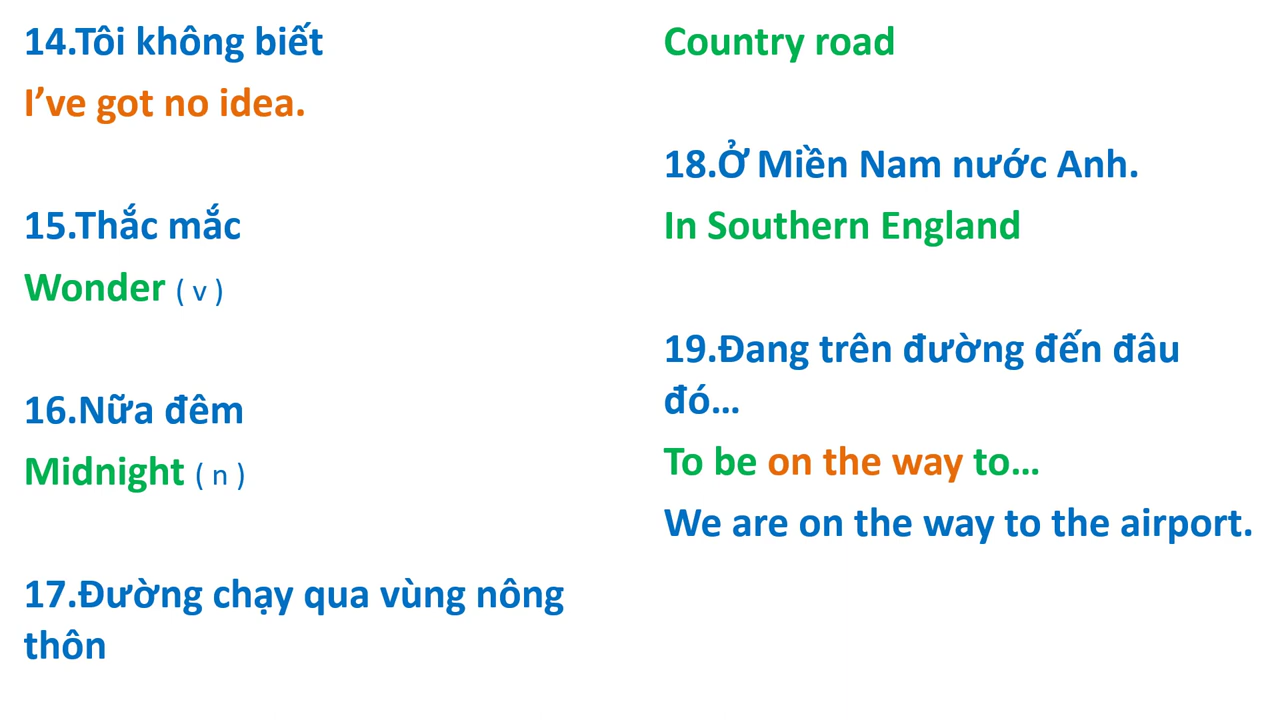 14.Tôi không biết
I’ve got no idea.
15.Thắc mắc
Wonder ( v )
16.Nữa đêm
Midnight ( n )
17.Đường chạy qua vùng nông
thôn
Country road
18.Ở Miền Nam nước Anh.
In Southern England
19.Đang trên đường đến đâu
đó…
To be on the way to…
We are on the way to the airport.